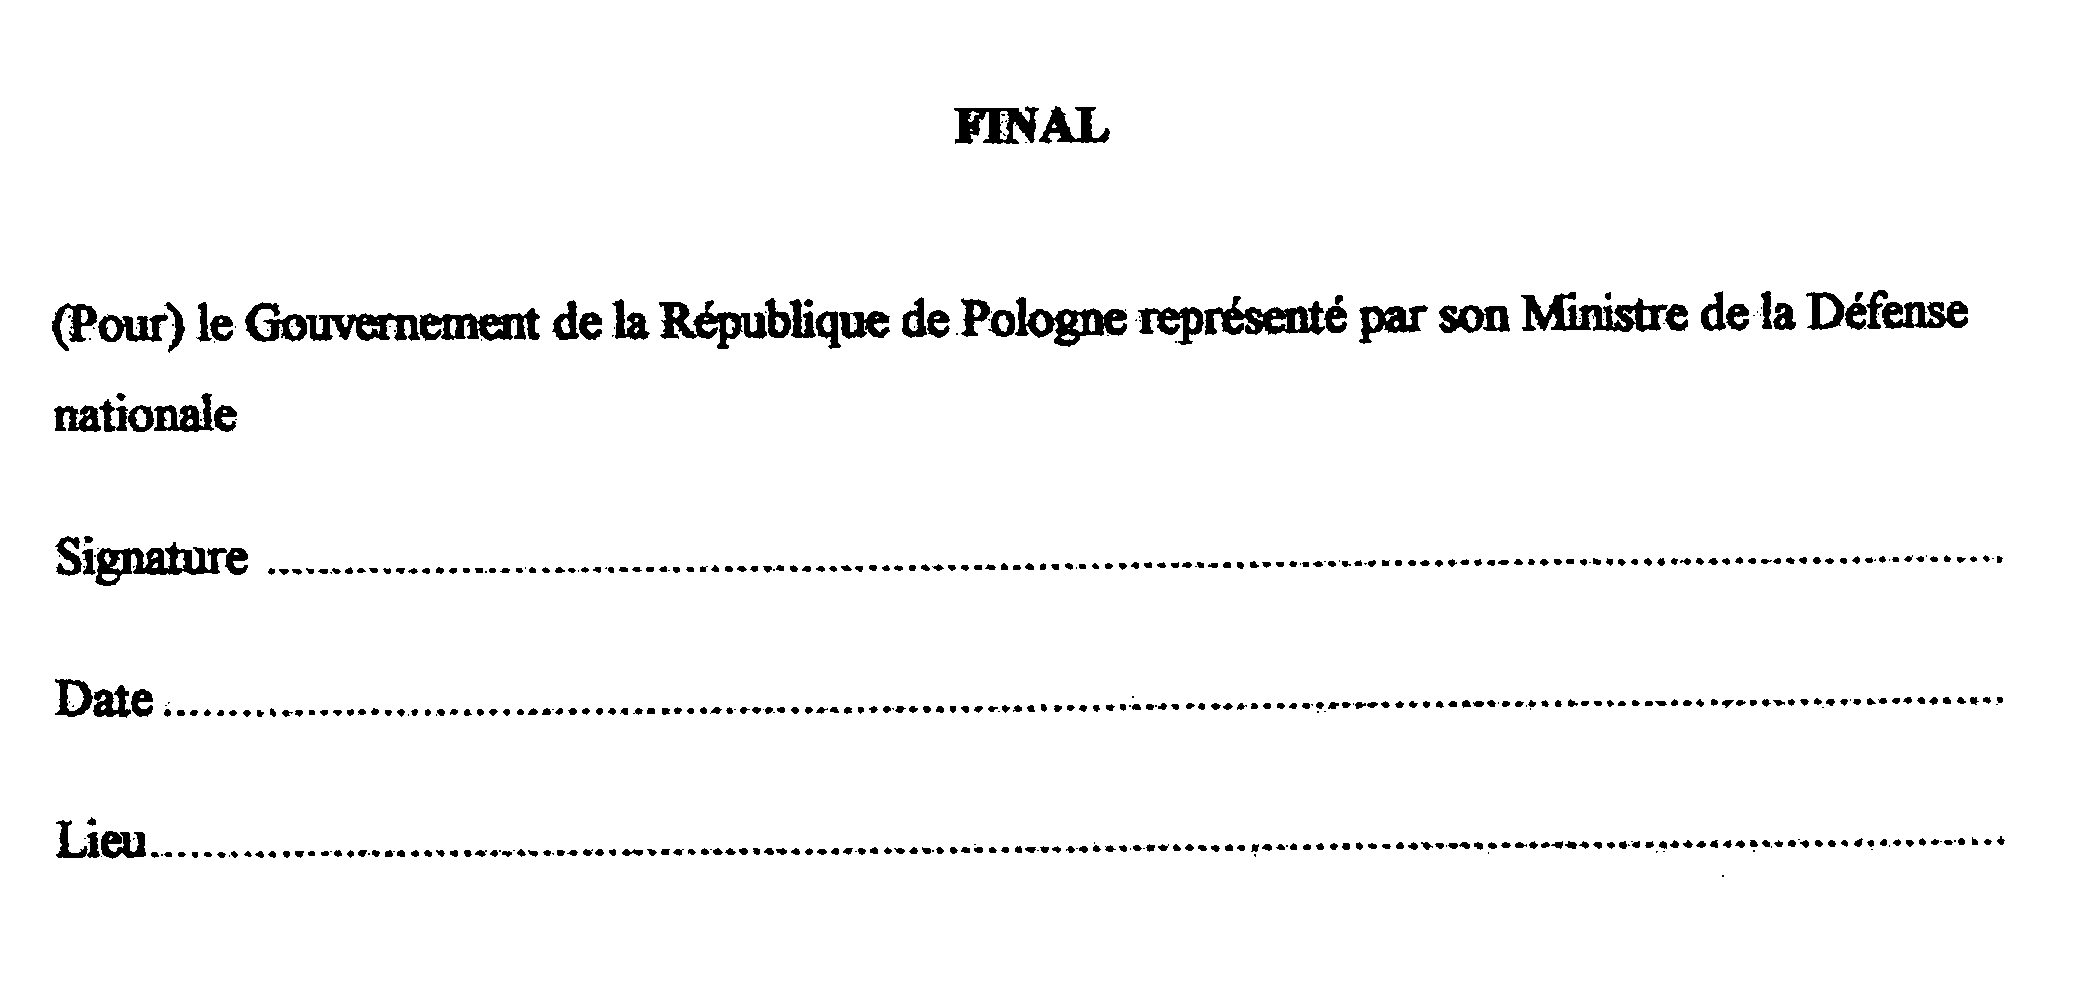 FINAL
(Pour) le Gouvernement de la République de Pologne représenté par son Ministre de la Défense
nationale
Signature ..........................................................................................................................................
Date ..........................................................................................................................................
Lieu..........................................................................................................................................